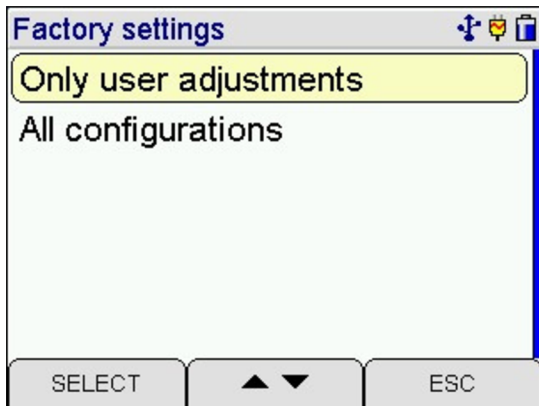 Factory settings
Only user adjustments
All configurations
SELECT
ESC